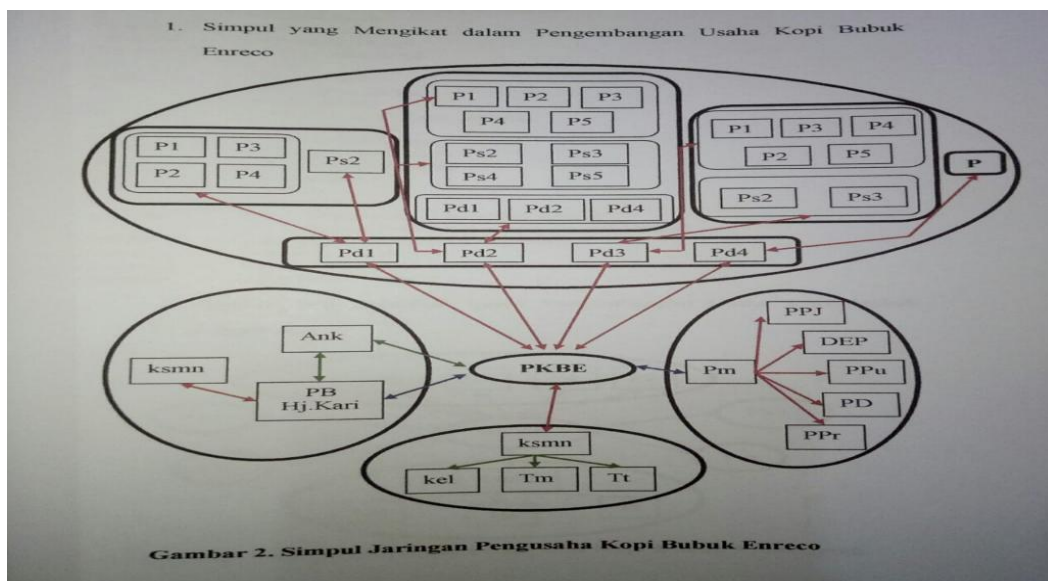 1. Simpul yang Mengikat dalam Pengembangan Usaha Kopi Bubuk
Enreco
P1 P3
P2 P4
Ps2
P1 P2 P3
P4 P5
Ps2 Ps3
Ps4 Ps5
Pd1 Pd2 Pd4
P1 P3 P4
P2 P5
Ps2 Ps3
P
Pd1 Pd2 Pd3 Pd4
Ank
ksmn
PB
Hj.Kari
PKBE
Pm
PPJ
DEP
PPu
PD
PPr
ksmn
kel Tm Tt
Gambar 2. Simpul Jaringan Pengusaha Kopi Bubuk Enreco